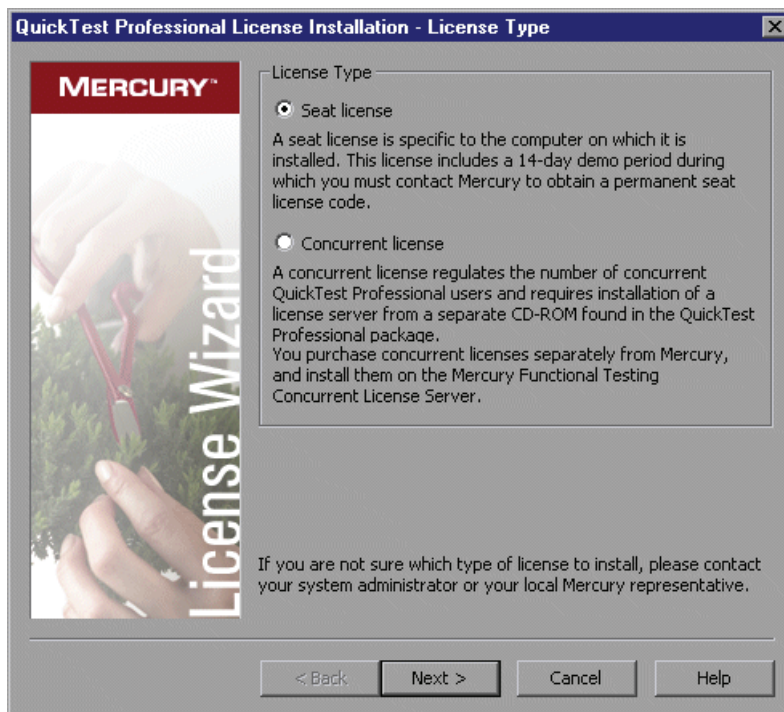 QuickTest Professional License Installation - License Type
MERCURY™
License Wizard
License Type
Seat license
A seat license is specific to the computer on which it is
installed. This license includes a 14-day demo period during
which you must contact Mercury to obtain a permanent seat
license code.
Concurrent license
A concurrent license regulates the number of concurrent
QuickTest Professional users and requires installation of a
license server from a separate CD-ROM found in the QuickTest
Professional package.
You purchase concurrent licenses separately from Mercury,
and install them on the Mercury Functional Testing
Concurrent License Server.
If you are not sure which type of license to install, please contact
your system administrator or your local Mercury representative.
< Back
Next >
Cancel
Help